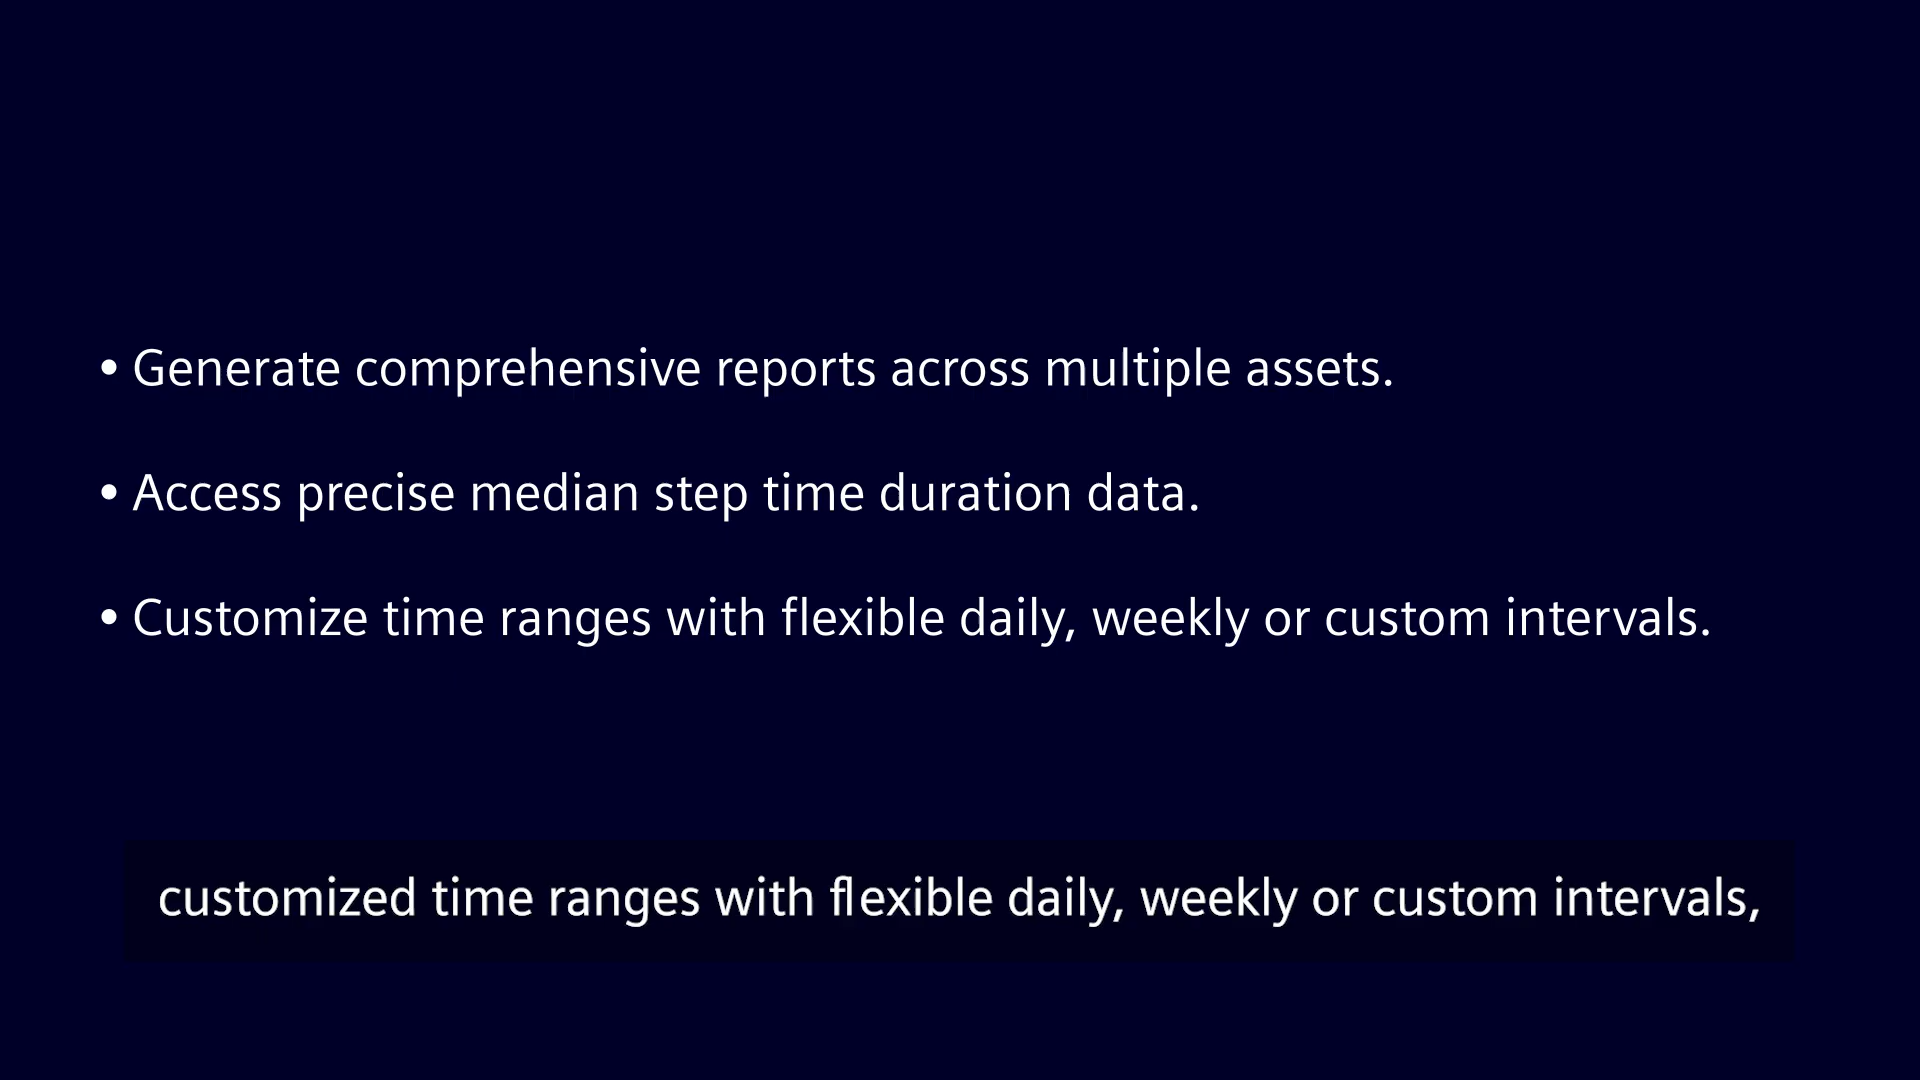 • Generate comprehensive reports across multiple assets.
• Access precise median step time duration data.
• Customize time ranges with flexible daily, weekly or custom intervals.
customized time ranges with flexible daily, weekly or custom intervals,